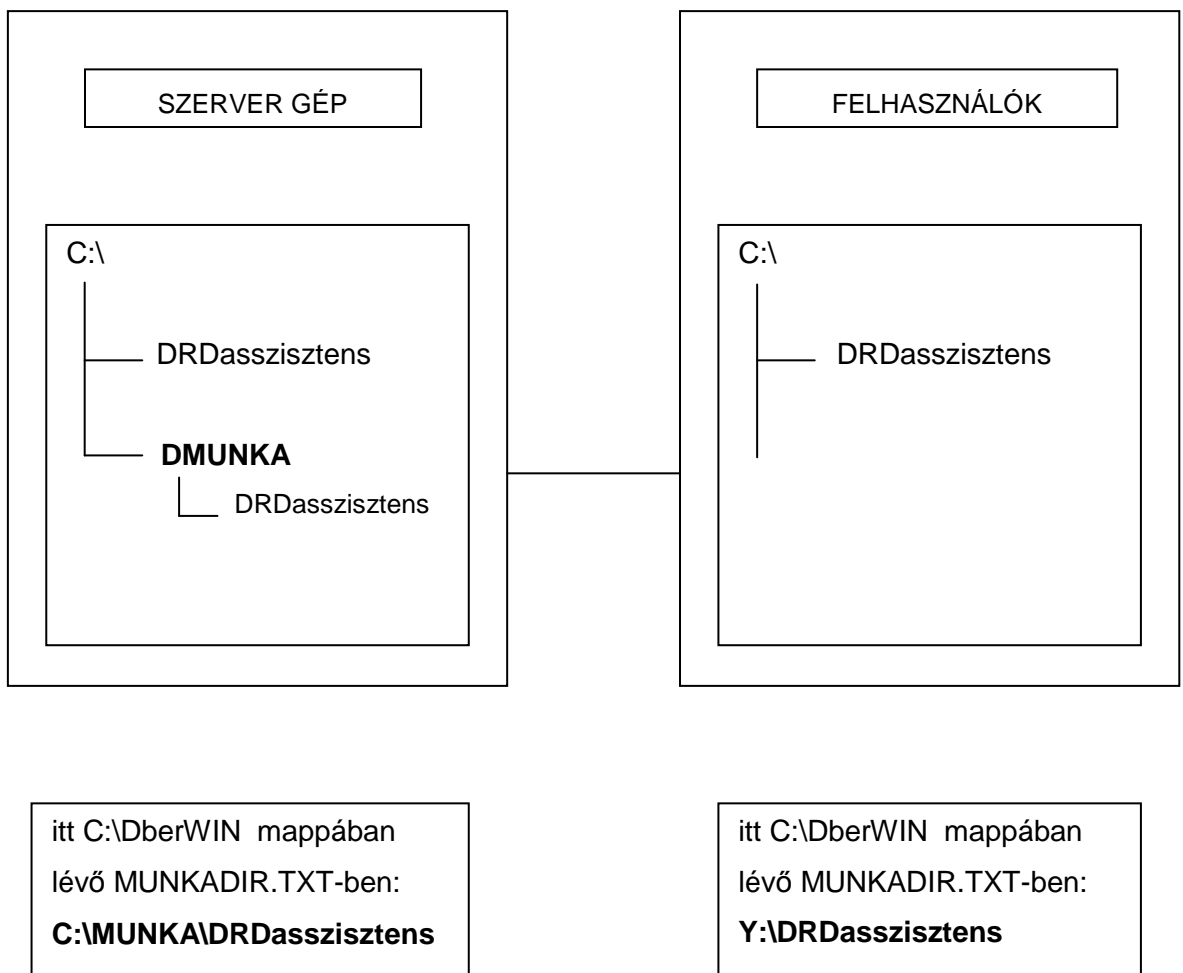 SZERVER GÉP
C:\
DRDasszisztens
DMUNKA
DRDasszisztens
FELHASZNÁLÓK
C:\
DRDasszisztens
itt C:\DberWIN mappában
lévő MUNKADIR.TXT-ben:
C:\MUNKA\DRDasszisztens
itt C:\DberWIN mappában
lévő MUNKADIR.TXT-ben:
Y:\DRDasszisztens